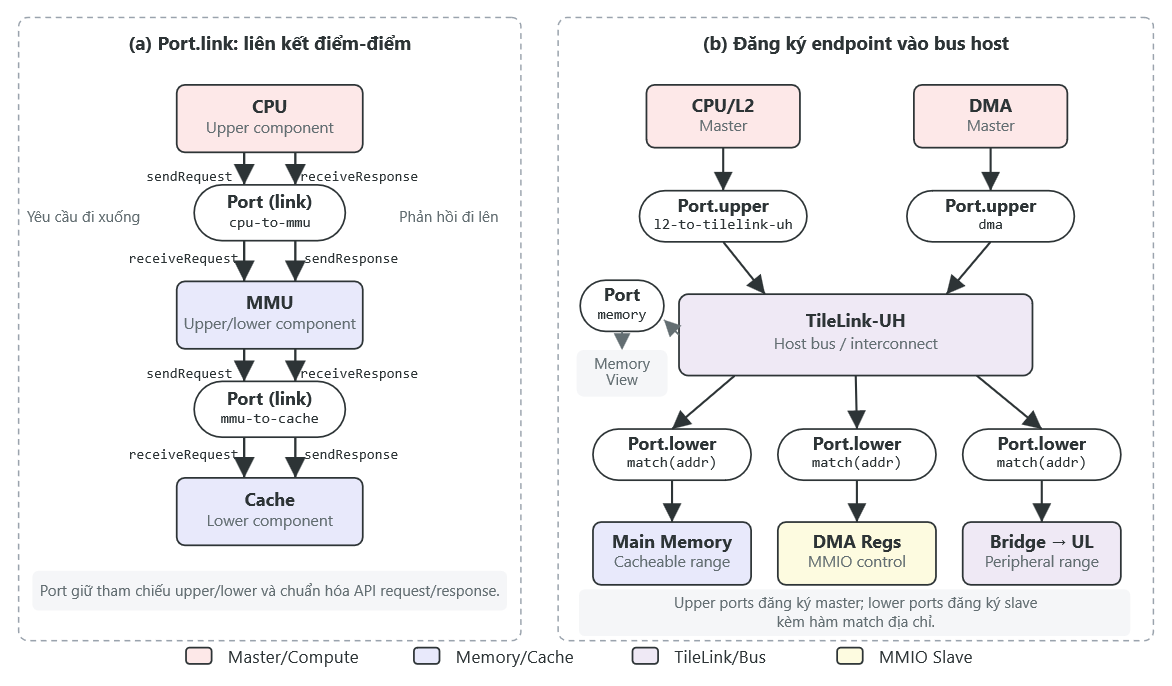 (a) Port.link: liên kết điểm-điểm
CPU
Upper component
sendRequest
receiveResponse
Port (link)
cpu-to-mmu
Yêu cầu đi xuống
Phản hồi đi lên
receiveRequest
sendResponse
MMU
Upper/lower component
sendRequest
receiveResponse
Port (link)
mmu-to-cache
receiveRequest
sendResponse
Cache
Lower component
Port giữ tham chiếu upper/lower và chuẩn hóa API request/response.
(b) Đăng ký endpoint vào bus host
CPU/L2
Master
DMA
Master
Port.upper
l2-to-tilelink-uh
Port.upper
dma
Port
memory
Memory
View
TileLink-UH
Host bus / interconnect
Port.lower
match(addr)
Port.lower
match(addr)
Port.lower
match(addr)
Main Memory
Cacheable range
DMA Regs
MMIO control
Bridge → UL
Peripheral range
Upper ports đăng ký master; lower ports đăng ký slave
kèm hàm match địa chỉ.
Master/Compute
Memory/Cache
TileLink/Bus
MMIO Slave